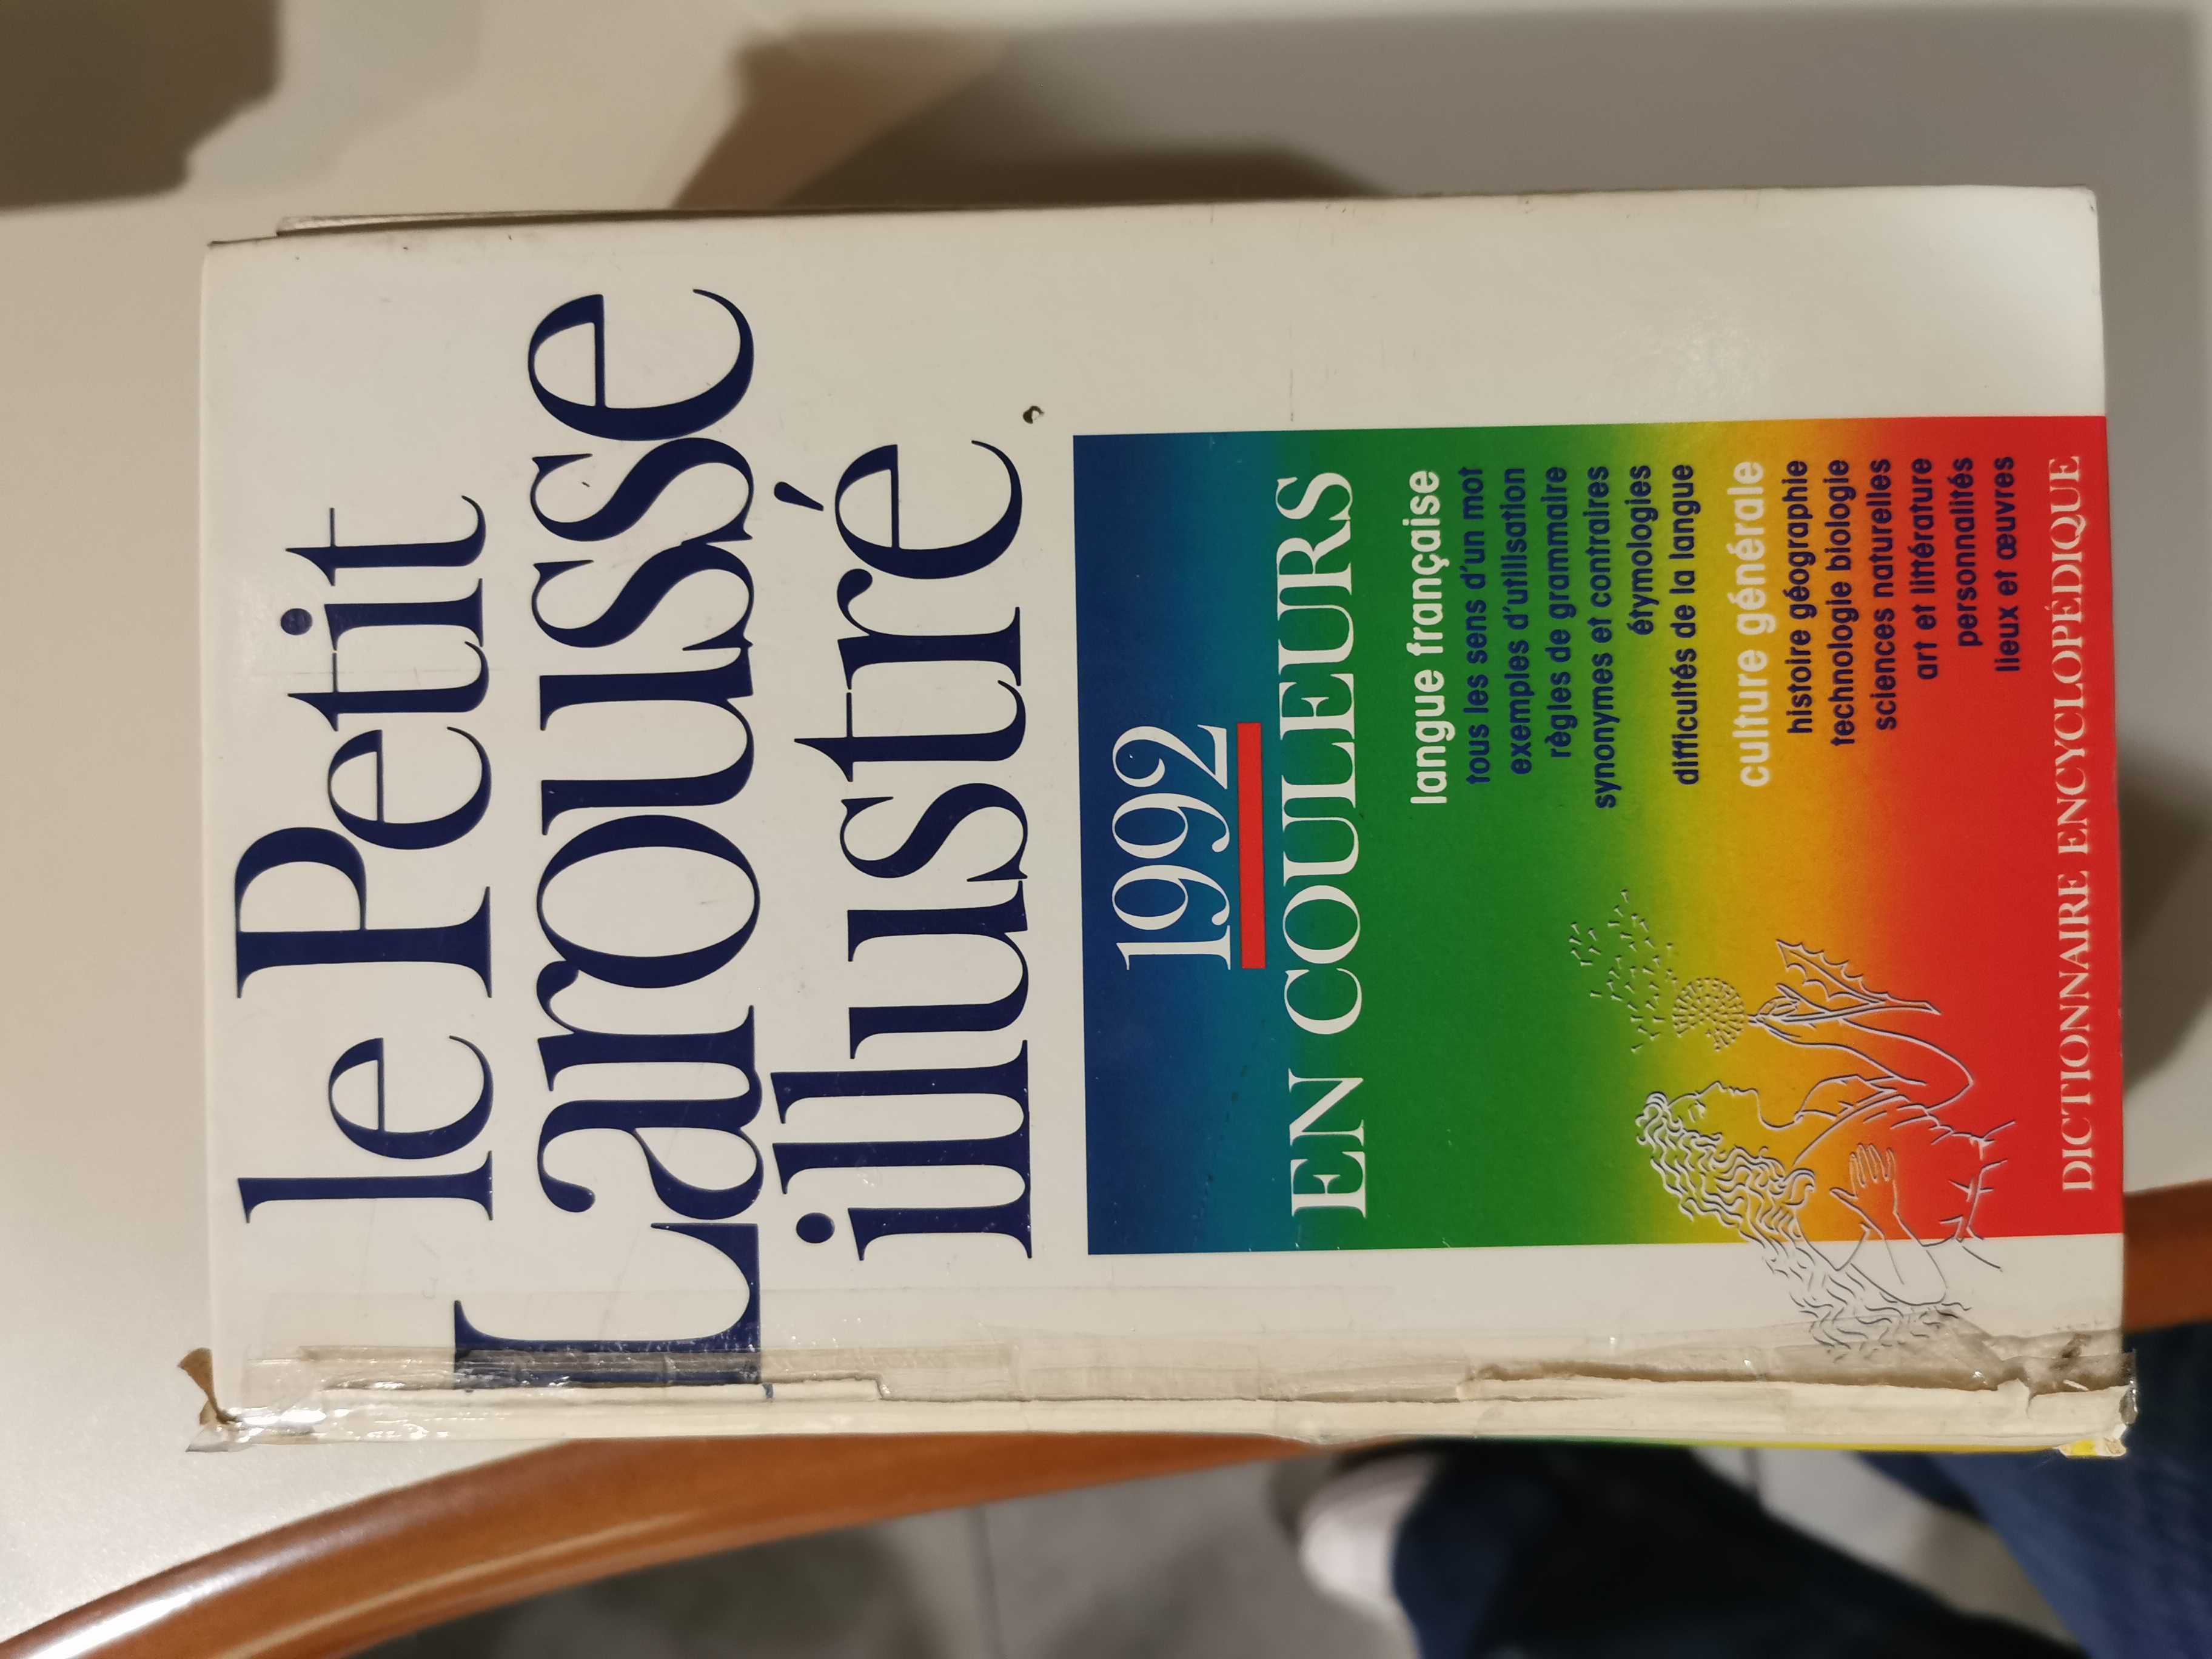 le Petit
Larousse
illustré
1992
EN COULEURS
langue française
tous les sens d'un mot
exemples d'utilisation
règles de grammaire
synonymes et contraires
étymologies
difficultés de la langue
culture générale
histoire géographie
technologie biologie
sciences naturelles
art et littérature
personnalités
lieux et œuvres
DICTIONNAIRE ENCYCLOPÉDIQUE